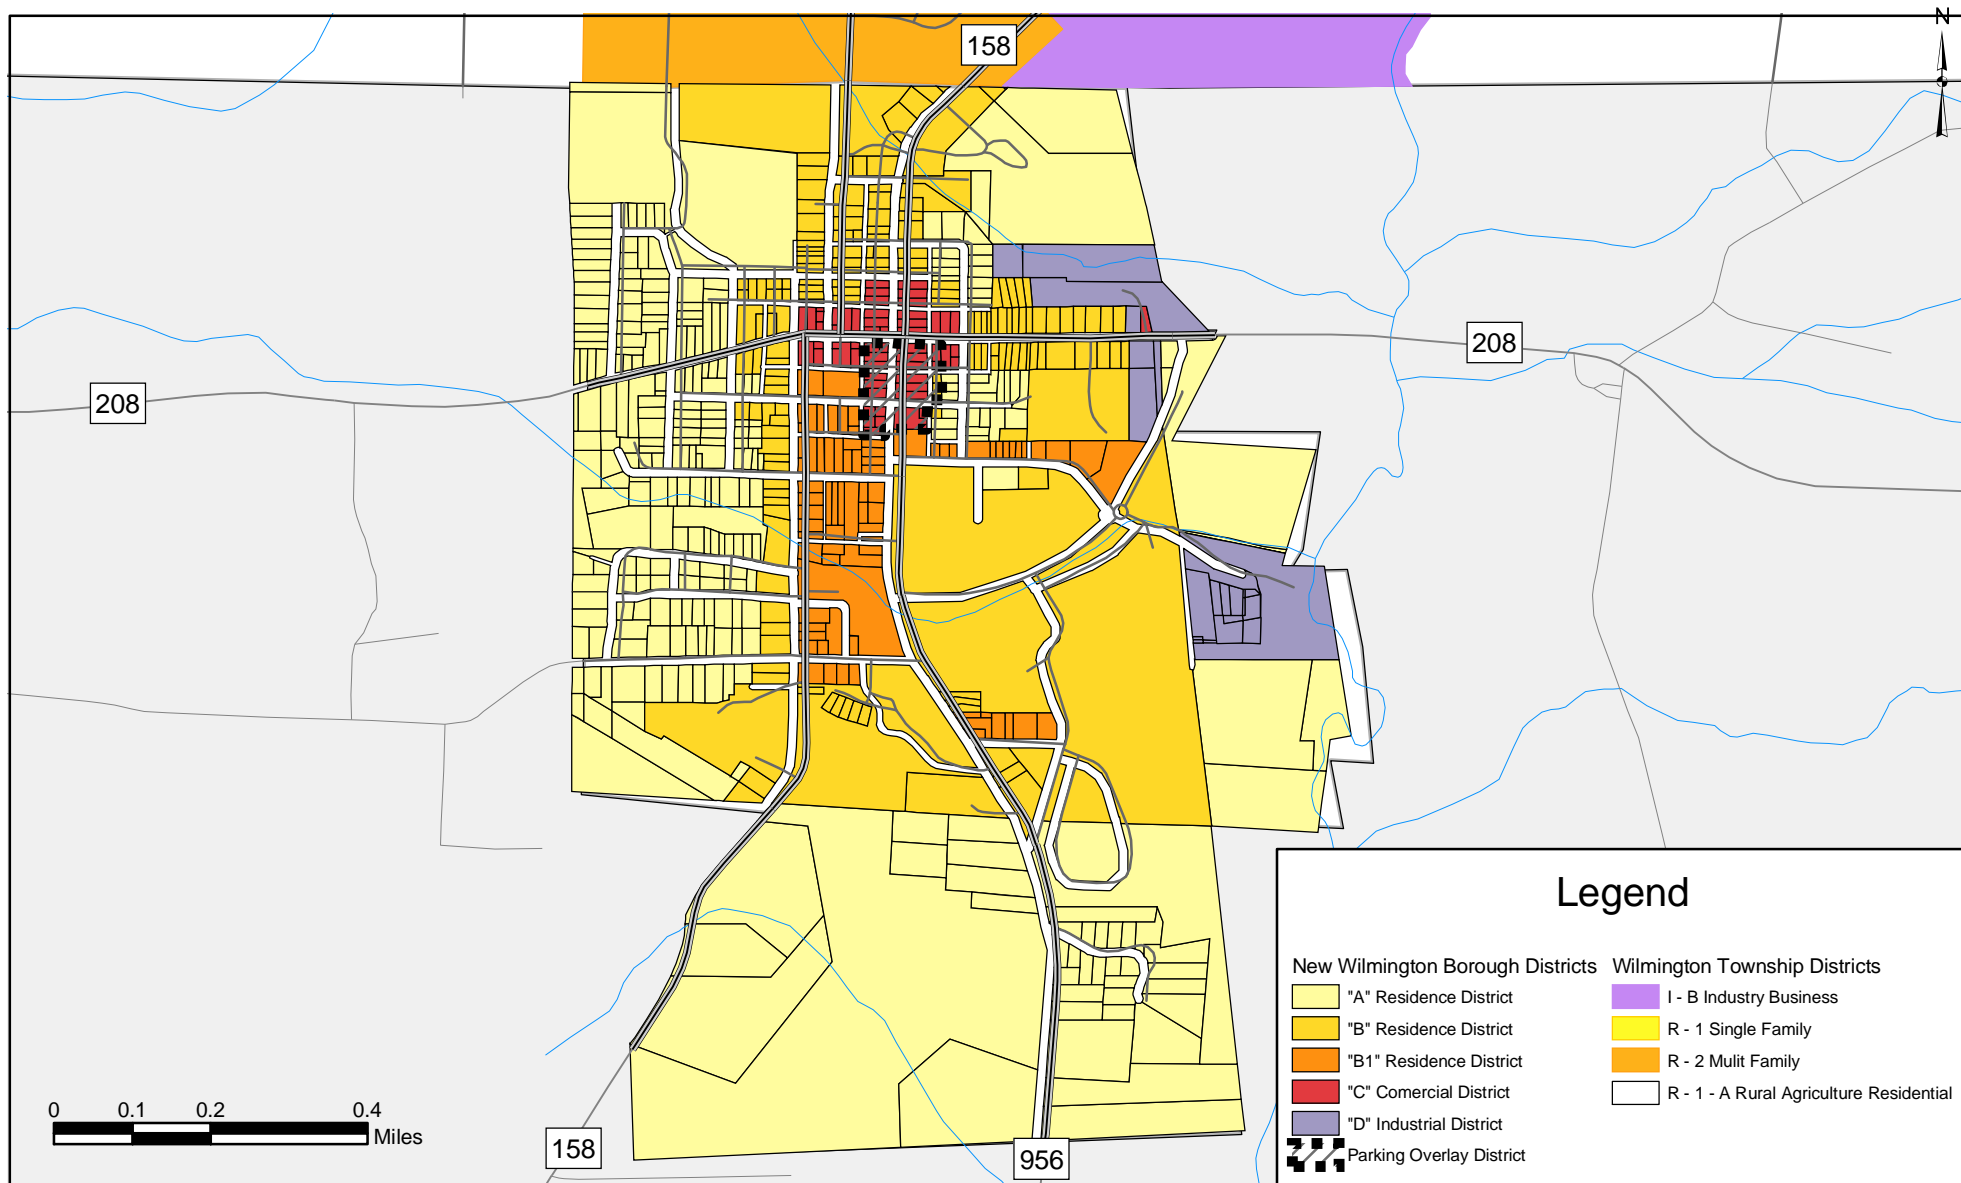 N
158
208
208
Legend
New Wilmington Borough Districts
"A" Residence District
"B" Residence District
"B1" Residence District
"C" Comercial District
"D" Industrial District
Parking Overlay District
Wilmington Township Districts
I - B Industry Business
R - 1 Single Family
R - 2 Mulit Family
R - 1 - A Rural Agriculture Residential
0 0.1 0.2 0.4
Miles
158
956